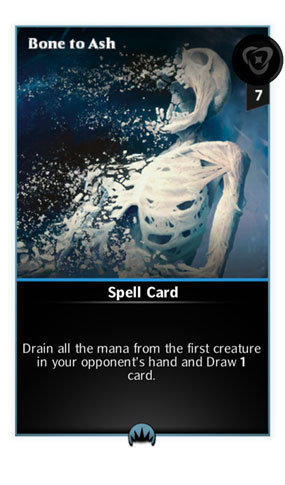 Bone to Ash
7
Spell Card
Drain all the mana from the first creature
in your opponent's hand and Draw 1
card.